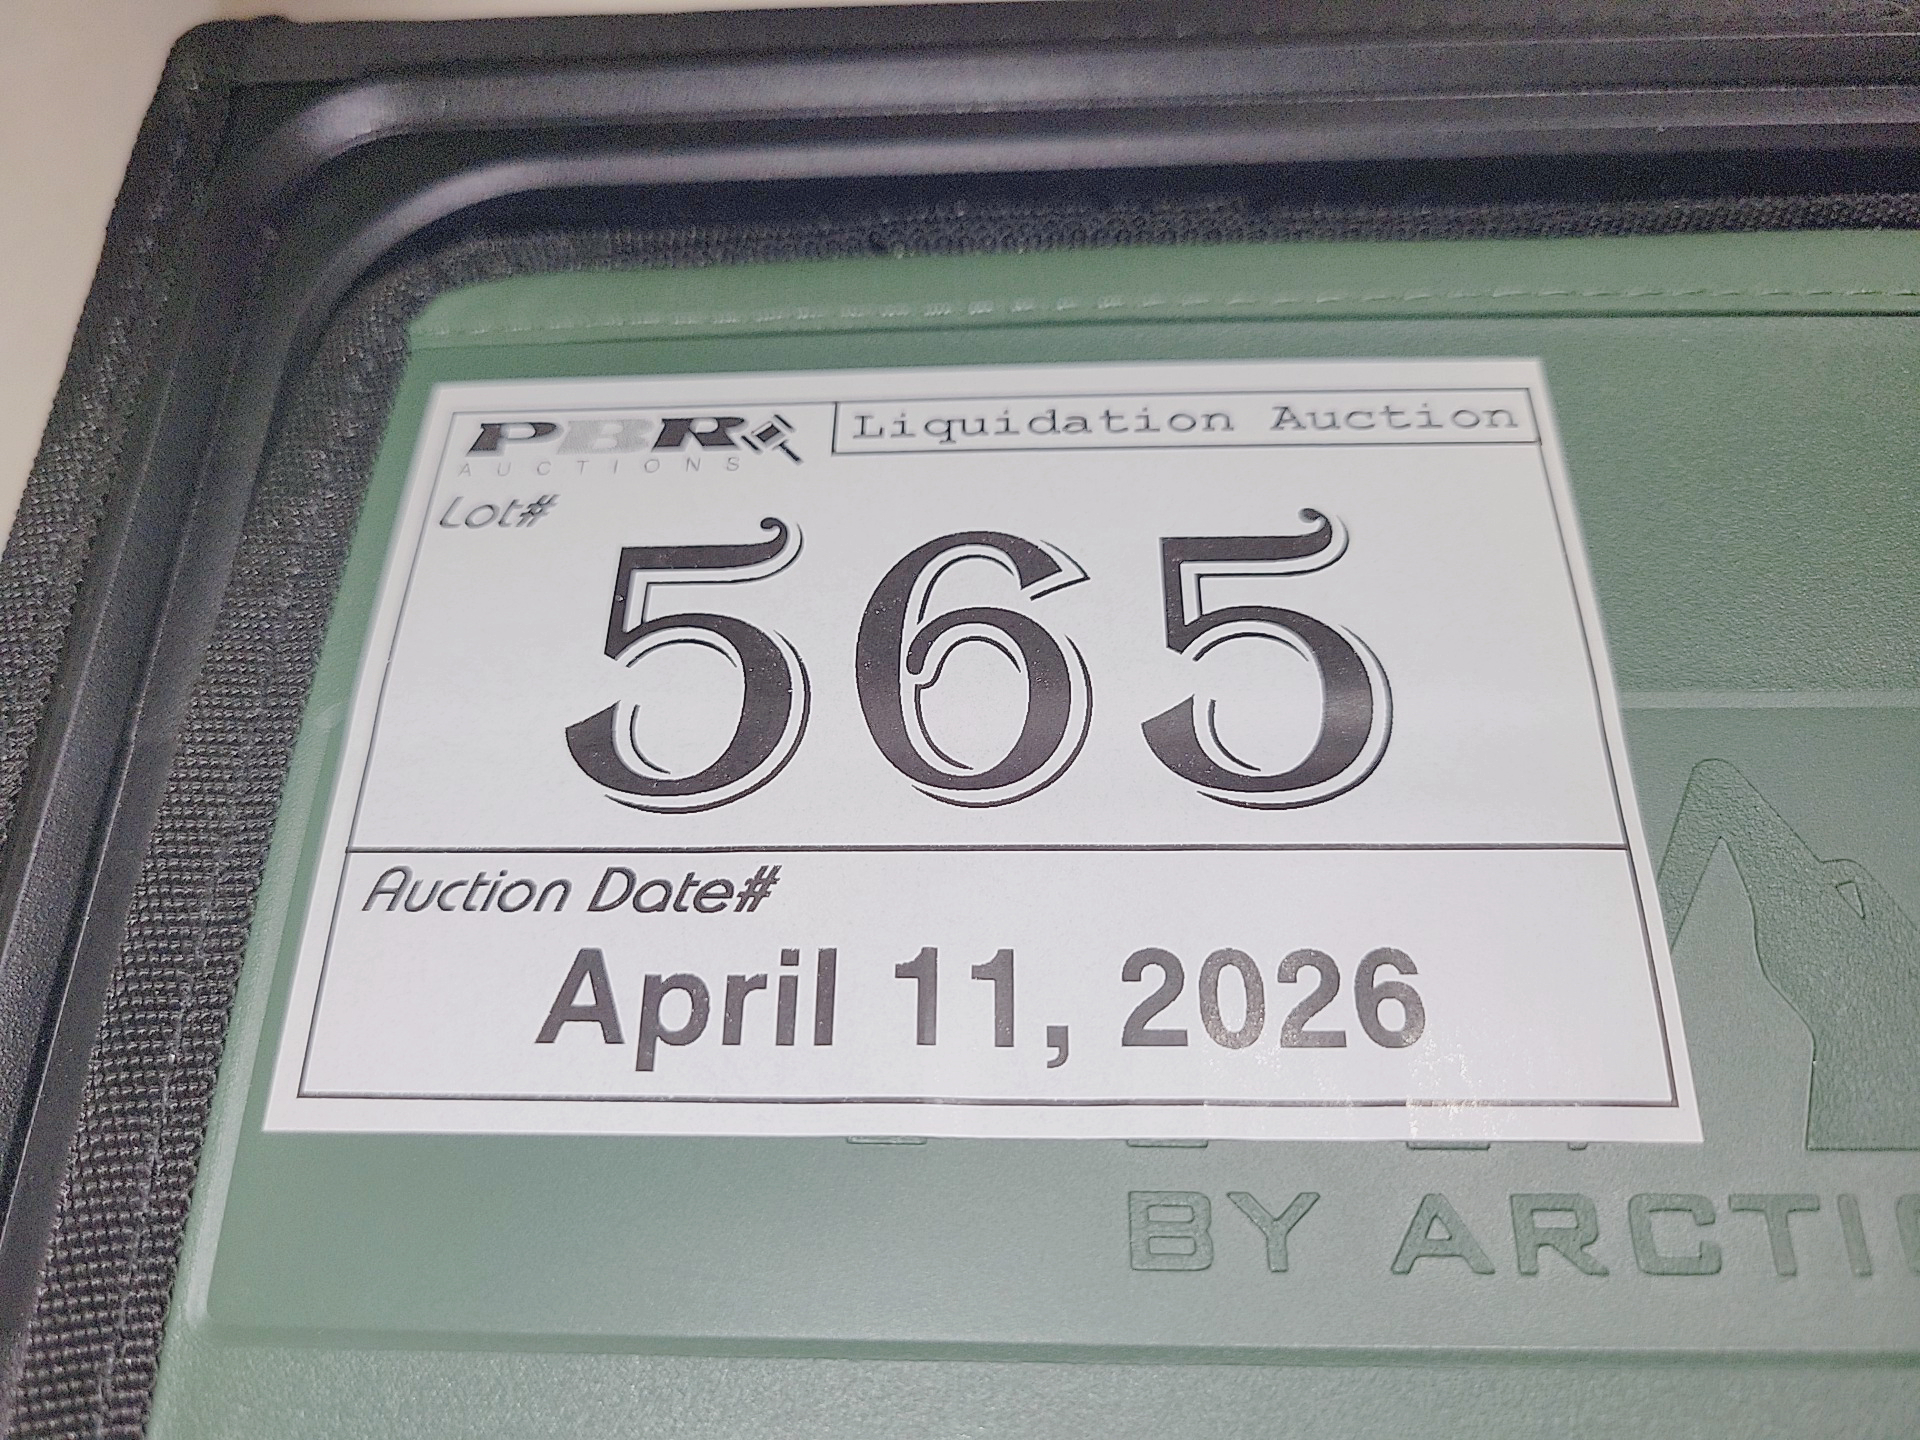 PBR
AUCTIONS
Liquidation Auction
Lot#
565
Auction Date#
April 11, 2026
BY ARCTI